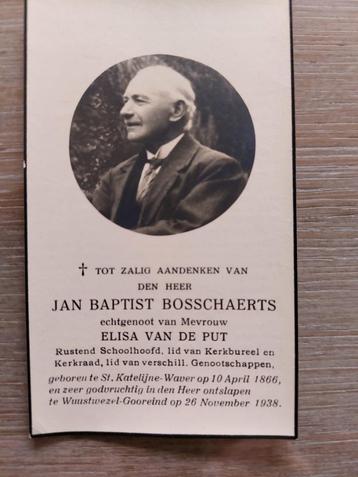 † TOT ZALIG AANDENKEN VAN
DEN HEER
JAN BAPTIST BOSSCHAERTS
echtgenoot van Mevrouw
ELISA VAN DE PUT
Rustend Schoolhoofd, lid van Kerkbureel en
Kerkraad, lid van verschill. Genootschappen,
geboren te St. Katelijne-Waver op 10 April 1866,
en zeer godvruchtig in den Heer ontslapen
te Wuustwezel-Gooreind op 26 November 1938.